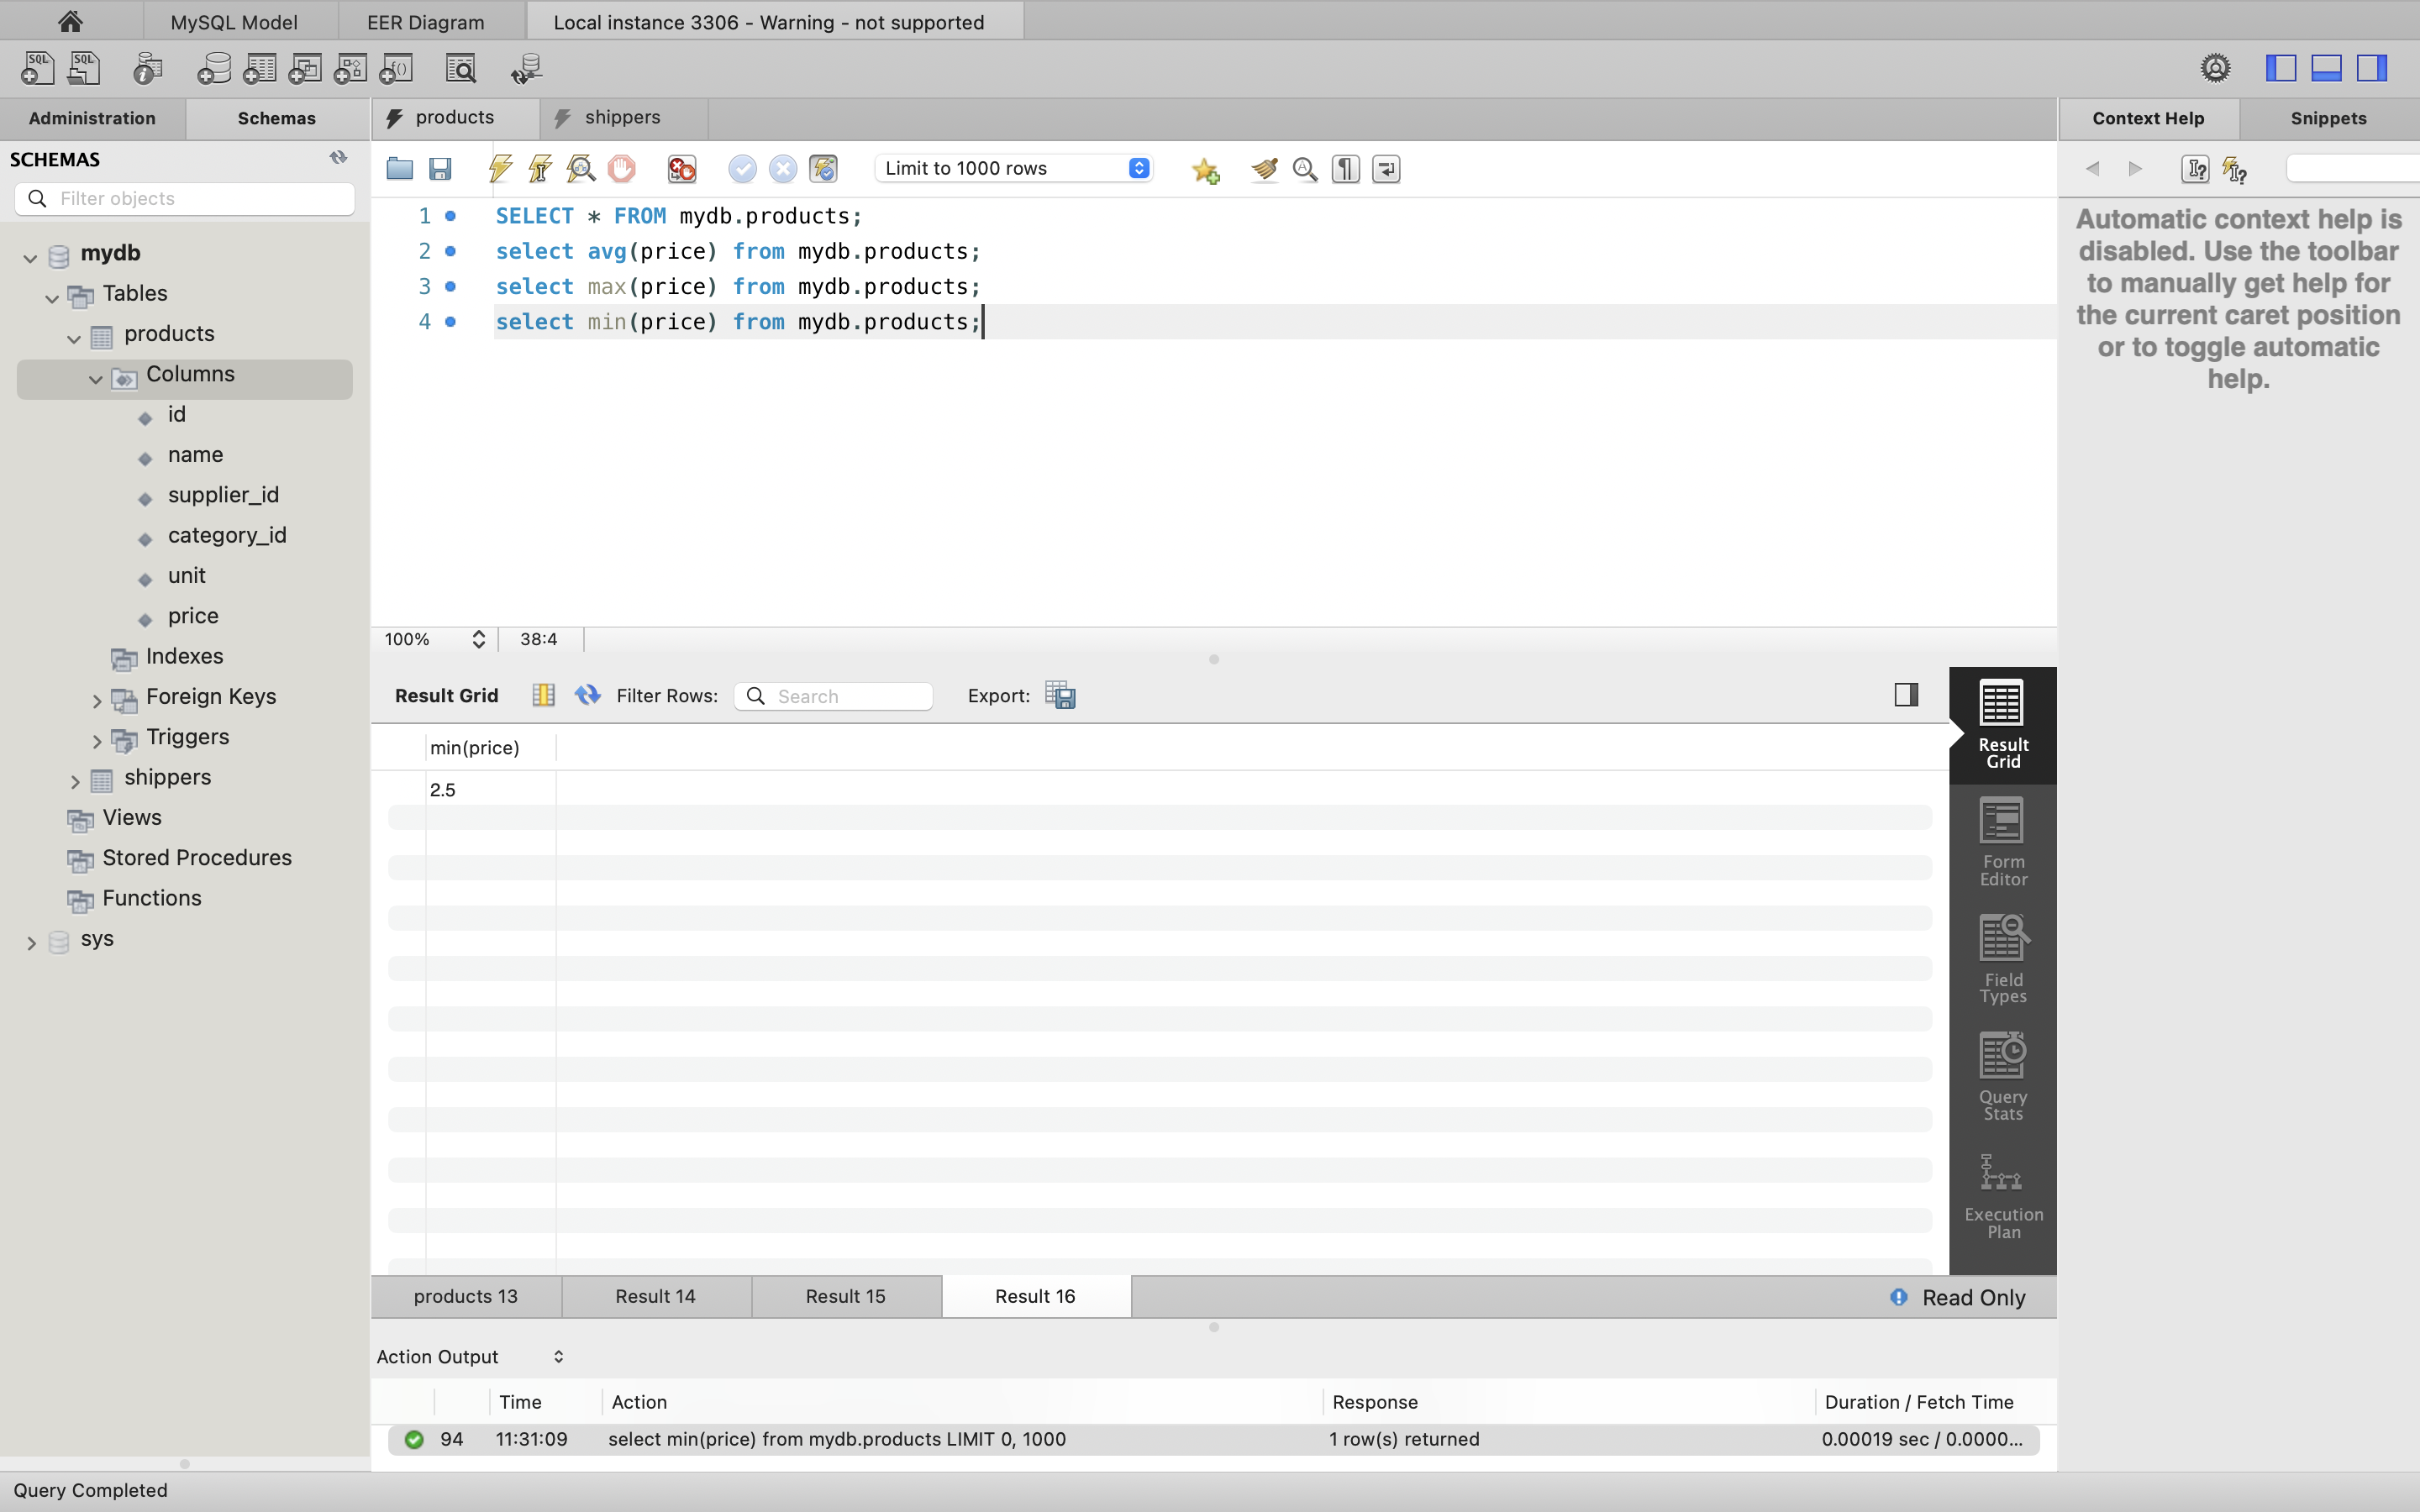 MySQL Model
EER Diagram
Local instance 3306 - Warning - not supported
SQL
SQL
Administration
Schemas
products
shippers
Context Help
Snippets
SCHEMAS
Filter objects
Limit to 1000 rows
mydb
Tables
products
Columns
id
name
supplier_id
category_id
unit
price
Indexes
Foreign Keys
Triggers
shippers
Views
Stored Procedures
Functions
sys
1 SELECT * FROM mydb.products;
2 select avg(price) from mydb.products;
3 select max(price) from mydb.products;
4 select min(price) from mydb.products;
Automatic context help is
disabled. Use the toolbar
to manually get help for
the current caret position
or to toggle automatic
help.
100%
38:4
Result Grid
Filter Rows:
Search
Export:
min(price)
2.5
Result
Grid
Form
Editor
Field
Types
Query
Stats
Execution
Plan
products 13
Result 14
Result 15
Result 16
Read Only
Action Output
Time
Action
Response
Duration / Fetch Time
94
11:31:09
select min(price) from mydb.products LIMIT 0, 1000
1 row(s) returned
0.00019 sec / 0.0000...
Query Completed